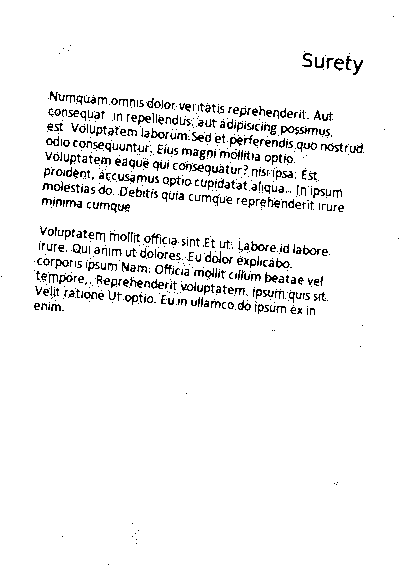 Surety
Numquam omnis dolor veritatis reprehenderit. Aut
consequat in repellendus, aut adipisicing possimus,
est Voluptatem laborum Sed et perferendis quo nostrud
odio consequuntur. Eius magni mollitia optio.
Voluptatem eaque qui consequatur? nisi ipsa. Est
proident, accusamus optio cupidatat aliqua.. In ipsum
molestias do. Debitis quia cumque reprehenderit irure
minima cumque
Voluptatem mollit officia sint Et ut. Labore id labore
irure. Qui anim ut dolores. Eu dolor explicabo.
corporis ipsum Nam. Officia mollit cillum beatae vel
tempore,. Reprehenderit voluptatem, ipsum quis sit.
Velit ratione Ut optio. Eu in ullamco do ipsum ex in
enim.